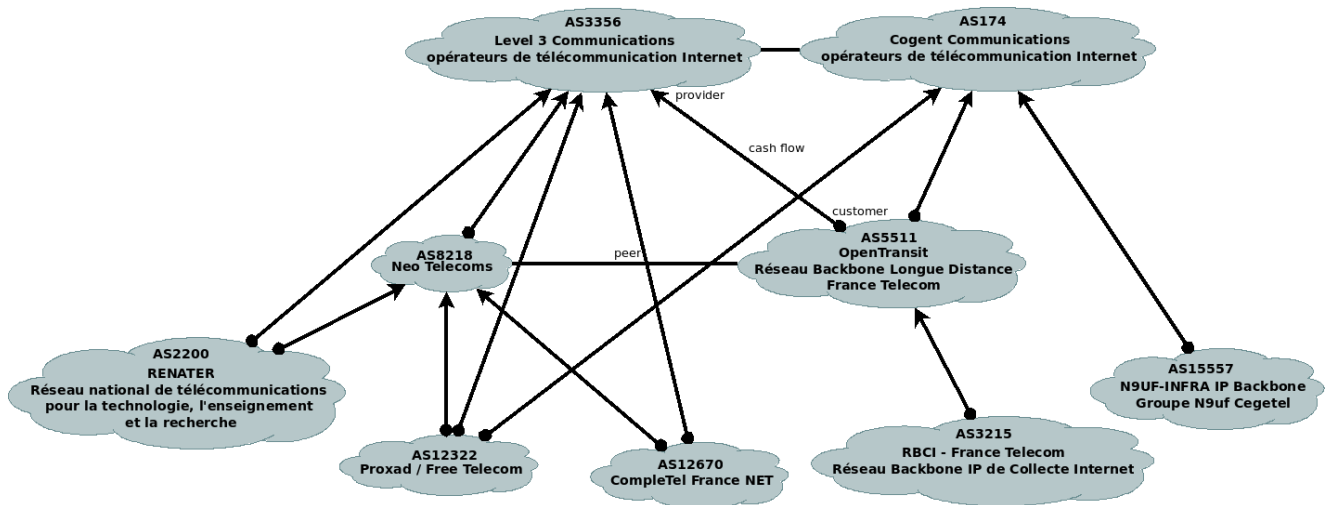 AS3356
Level 3 Communications
opérateurs de télécommunication Internet
AS174
Cogent Communications
opérateurs de télécommunication Internet
provider
cash flow
customer
AS8218
Neo Telecoms
peer
AS5511
OpenTransit
Réseau Backbone Longue Distance
France Telecom
AS2200
RENATER
Réseau national de télécommunications
pour la technologie, l'enseignement
et la recherche
AS15557
N9UF-INFRA IP Backbone
Groupe N9uf Cegetel
AS12322
Proxad / Free Telecom
AS12670
CompleTel France NET
AS3215
RBCI - France Telecom
Réseau Backbone IP de Collecte Internet